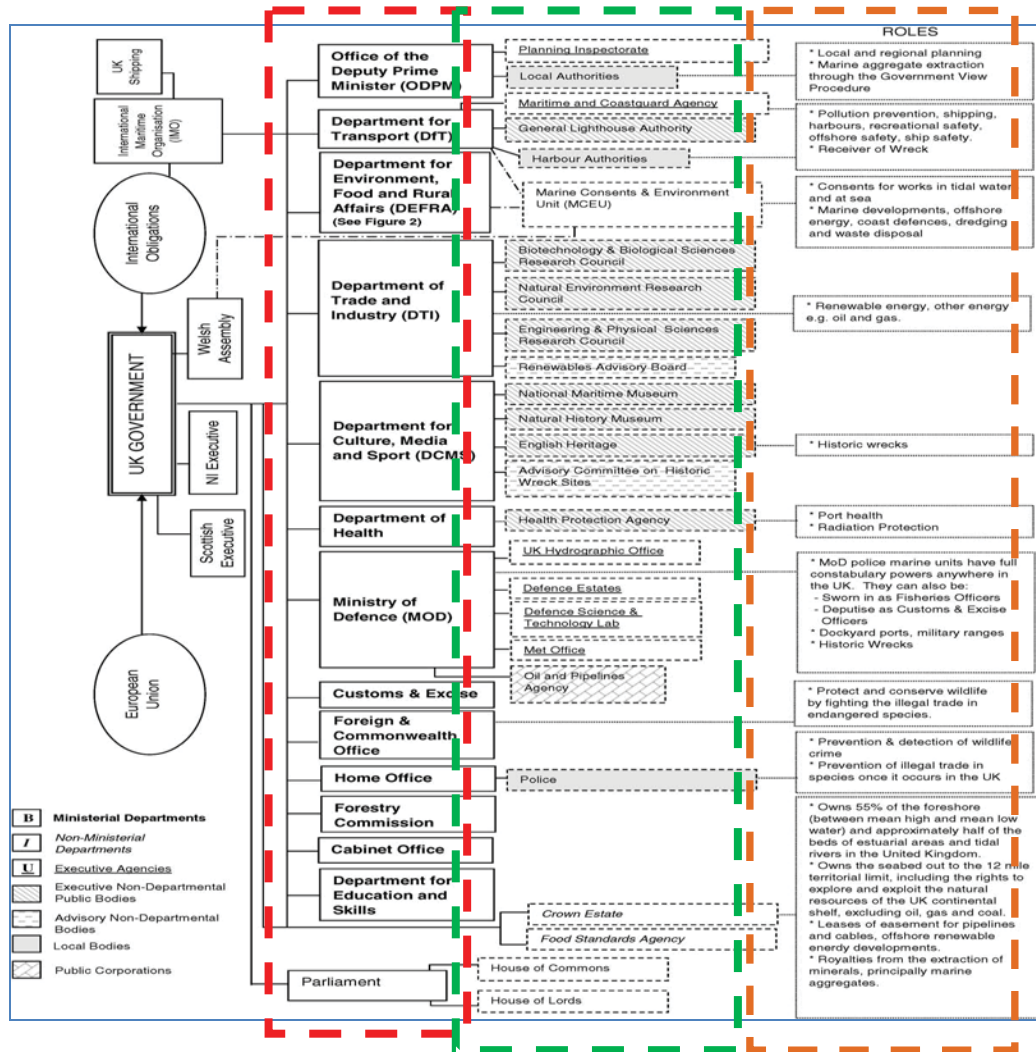 ROLES
UK
Shipping
International
Maritime
Organisation
(IMO)
International
Obligations
Welsh
Assembly
UK GOVERNMENT
NI Executive
Scottish
Executive
European
Union
Office of the
Deputy Prime
Minister (ODPM)
Department for
Transport (DfT)
Department for
Environment,
Food and Rural
Affairs (DEFRA)
(See Figure 2)
Department of
Trade and
Industry (DTI)
Department for
Culture, Media
and Sport (DCMS)
Department of
Health
Ministry of
Defence (MOD)
Customs & Excise
Foreign &
Commonwealth
Office
Home Office
Forestry
Commission
Cabinet Office
Department for
Education and
Skills
Parliament
Planning Inspectorate
Local Authorities
Maritime and Coastguard Agency
General Lighthouse Authority
Harbour Authorities
Marine Consents & Environment
Unit (MCEU)
Biotechnology & Biological Sciences
Research Council
Natural Environment Research
Council
Engineering & Physical Sciences
Research Council
Renewables Advisory Board
National Maritime Museum
Natural History Museum
English Heritage
Advisory Committee on Historic
Wreck Sites
Health Protection Agency
UK Hydrographic Office
Defence Estates
Defence Science &
Technology Lab
Met Office
Oil and Pipelines
Agency
Police
Crown Estate
Food Standards Agency
House of Commons
House of Lords
* Local and regional planning
* Marine aggregate extraction
through the Government View
Procedure
* Pollution prevention, shipping,
harbours, recreational safety,
offshore safety, ship safety.
* Receiver of Wreck
* Consents for works in tidal water
and at sea
* Marine developments, offshore
energy, coast defences, dredging
and waste disposal
* Renewable energy, other energy
e.g. oil and gas.
* Historic wrecks
* Port health
* Radiation Protection
* MoD police marine units have full
constabulary powers anywhere in
the UK. They can also be:
- Sworn in as Fisheries Officers
- Deputise as Customs & Excise
Officers
* Dockyard ports, military ranges
* Historic Wrecks
* Protect and conserve wildlife
by fighting the illegal trade in
endangered species.
* Prevention & detection of wildlife
crime
* Prevention of illegal trade in
species once it occurs in the UK
* Owns 55% of the foreshore
(between mean high and mean low
water) and approximately half of the
beds of estuarial areas and tidal
rivers in the United Kingdom.
* Owns the seabed out to the 12 mile
territorial limit, including the rights to
explore and exploit the natural
resources of the UK continental
shelf, excluding oil, gas and coal.
* Leases of easement for pipelines
and cables, offshore renewable
enerdy developments.
* Royalties from the extraction of
minerals, principally marine
aggregates.
B Ministerial Departments
I Non-Ministerial
Departments
U Executive Agencies
Executive Non-Departmental
Public Bodies
Advisory Non-Departmental
Bodies
Local Bodies
Public Corporations